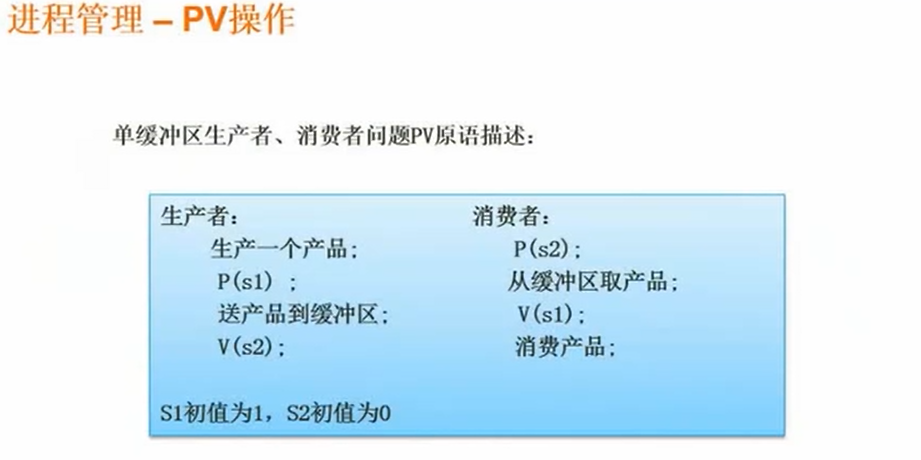 进程管理 – PV操作
单缓冲区生产者、消费者问题PV原语描述：
生产者： 消费者：
生产一个产品; P(s2);
P(s1) ; 从缓冲区取产品;
送产品到缓冲区; V(s1);
V(s2); 消费产品;
S1初值为1，S2初值为0